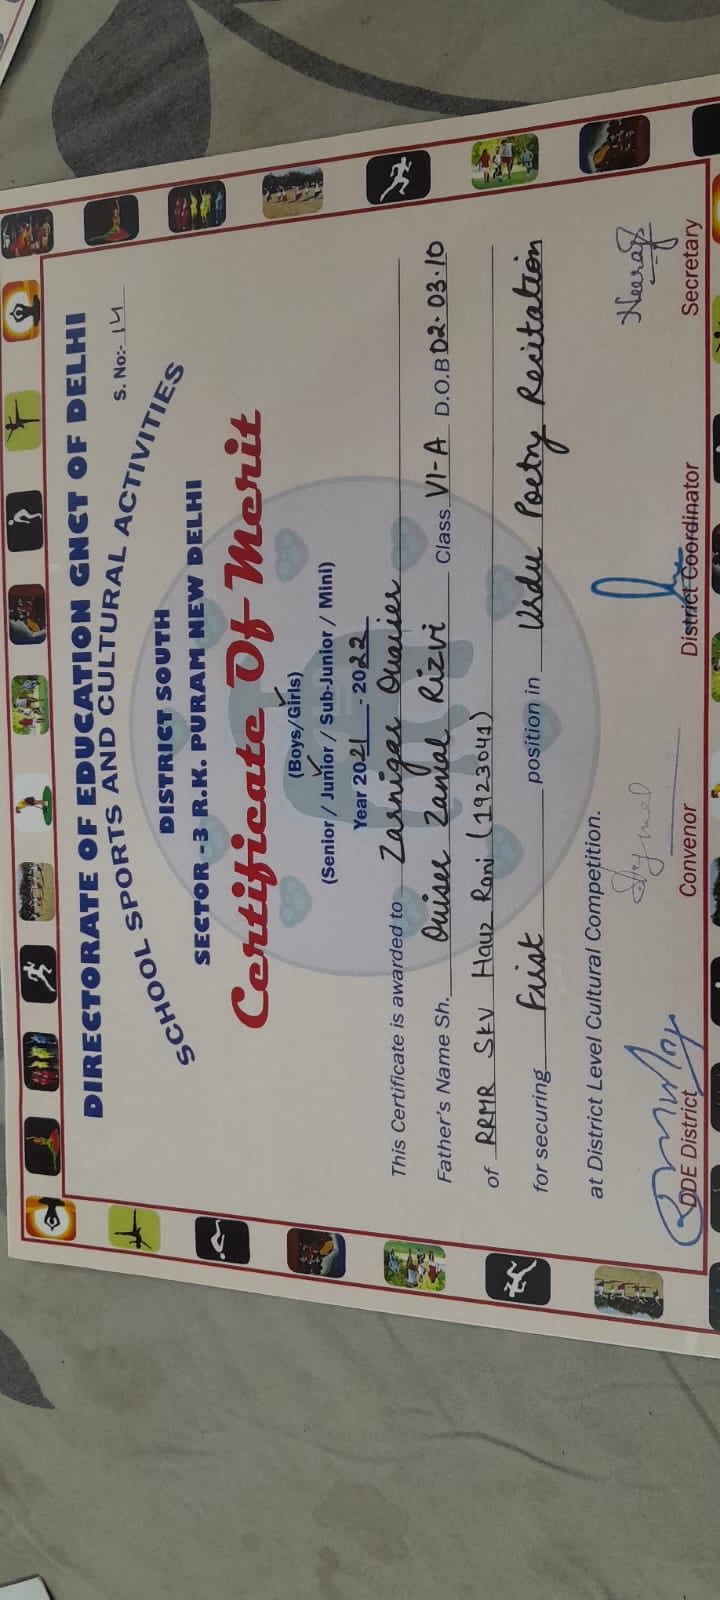 DIRECTORATE OF EDUCATION GNCT OF DELHI
S. No:- 14
SCHOOL SPORTS AND CULTURAL ACTIVITIES
DISTRICT SOUTH
SECTOR -3 R.K. PURAM NEW DELHI
Certificate Of Merit
(Boys/Girls)
(Senior / Junior / Sub-Junior / Mini)
Year 2021 - 2022
This Certificate is awarded to Zarnigar Quaiser
Father's Name Sh. Quiser Zamal Rizvi Class VI-A D.O.B 02.03.10
of RRMR SKV Hauz Rani (1923041)
for securing First position in Urdu Poetry Recitation
at District Level Cultural Competition.
DDE District Convenor District Coordinator Secretary